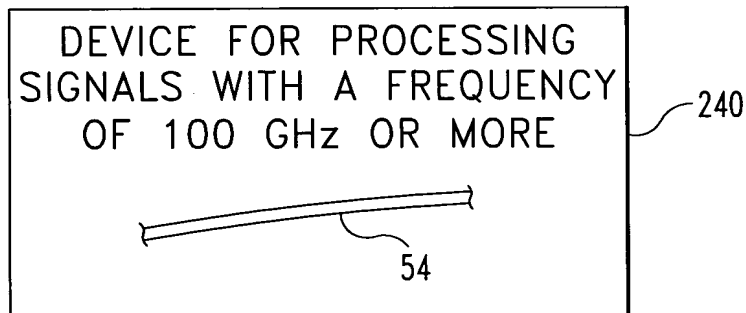 DEVICE FOR PROCESSING
SIGNALS WITH A FREQUENCY
OF 100 GHz OR MORE
240
54